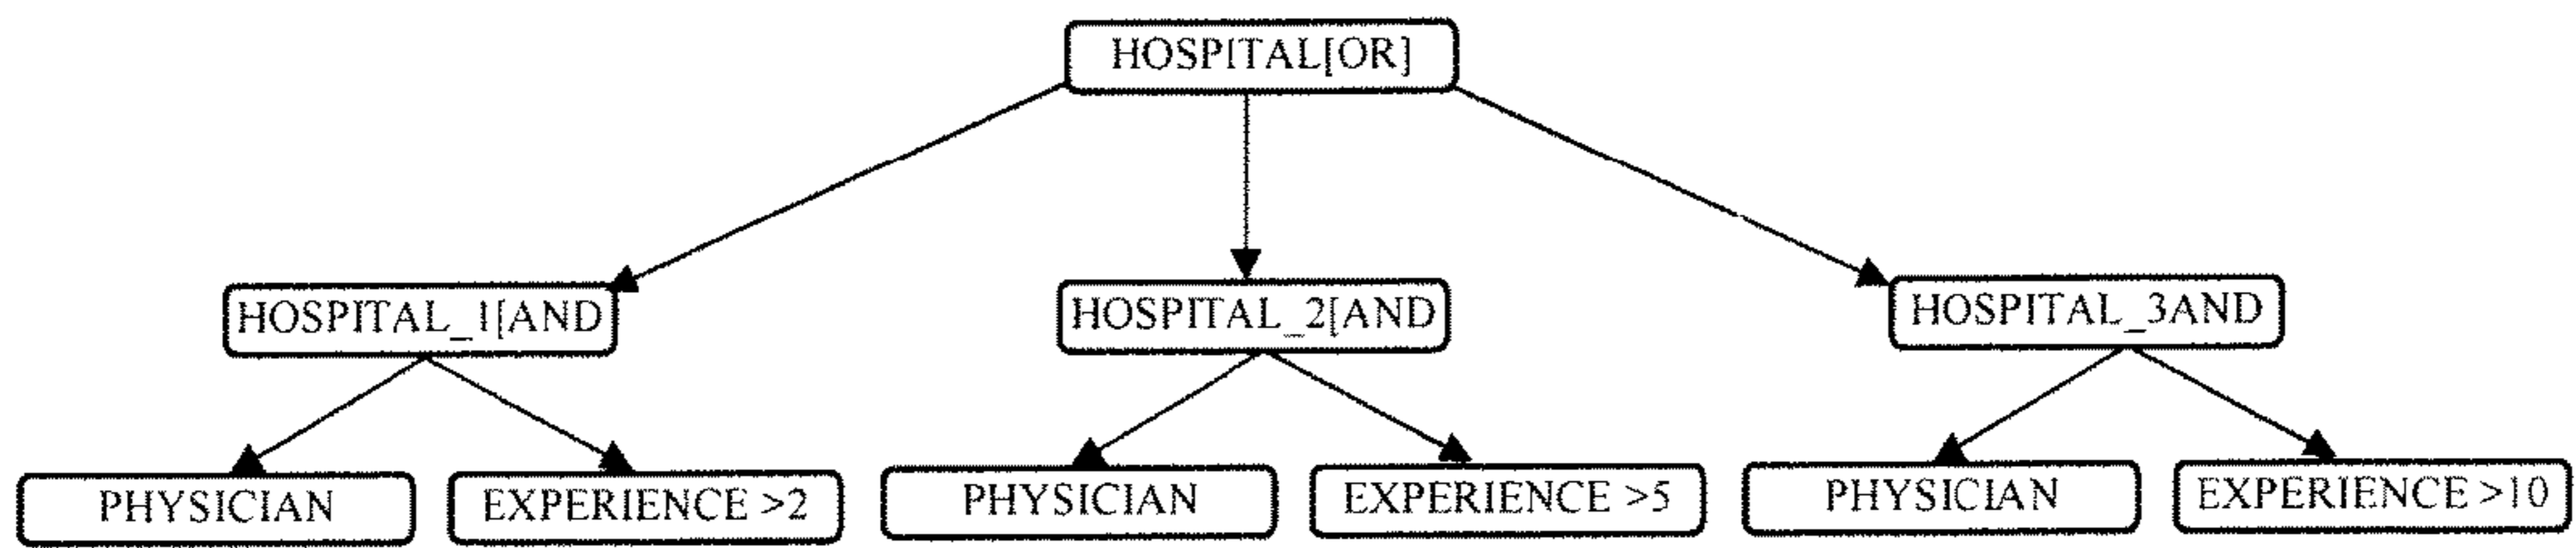 HOSPITAL[OR]
HOSPITAL_1[AND
HOSPITAL_2[AND
HOSPITAL_3AND
PHYSICIAN
EXPERIENCE >2
PHYSICIAN
EXPERIENCE >5
PHYSICIAN
EXPERIENCE >10